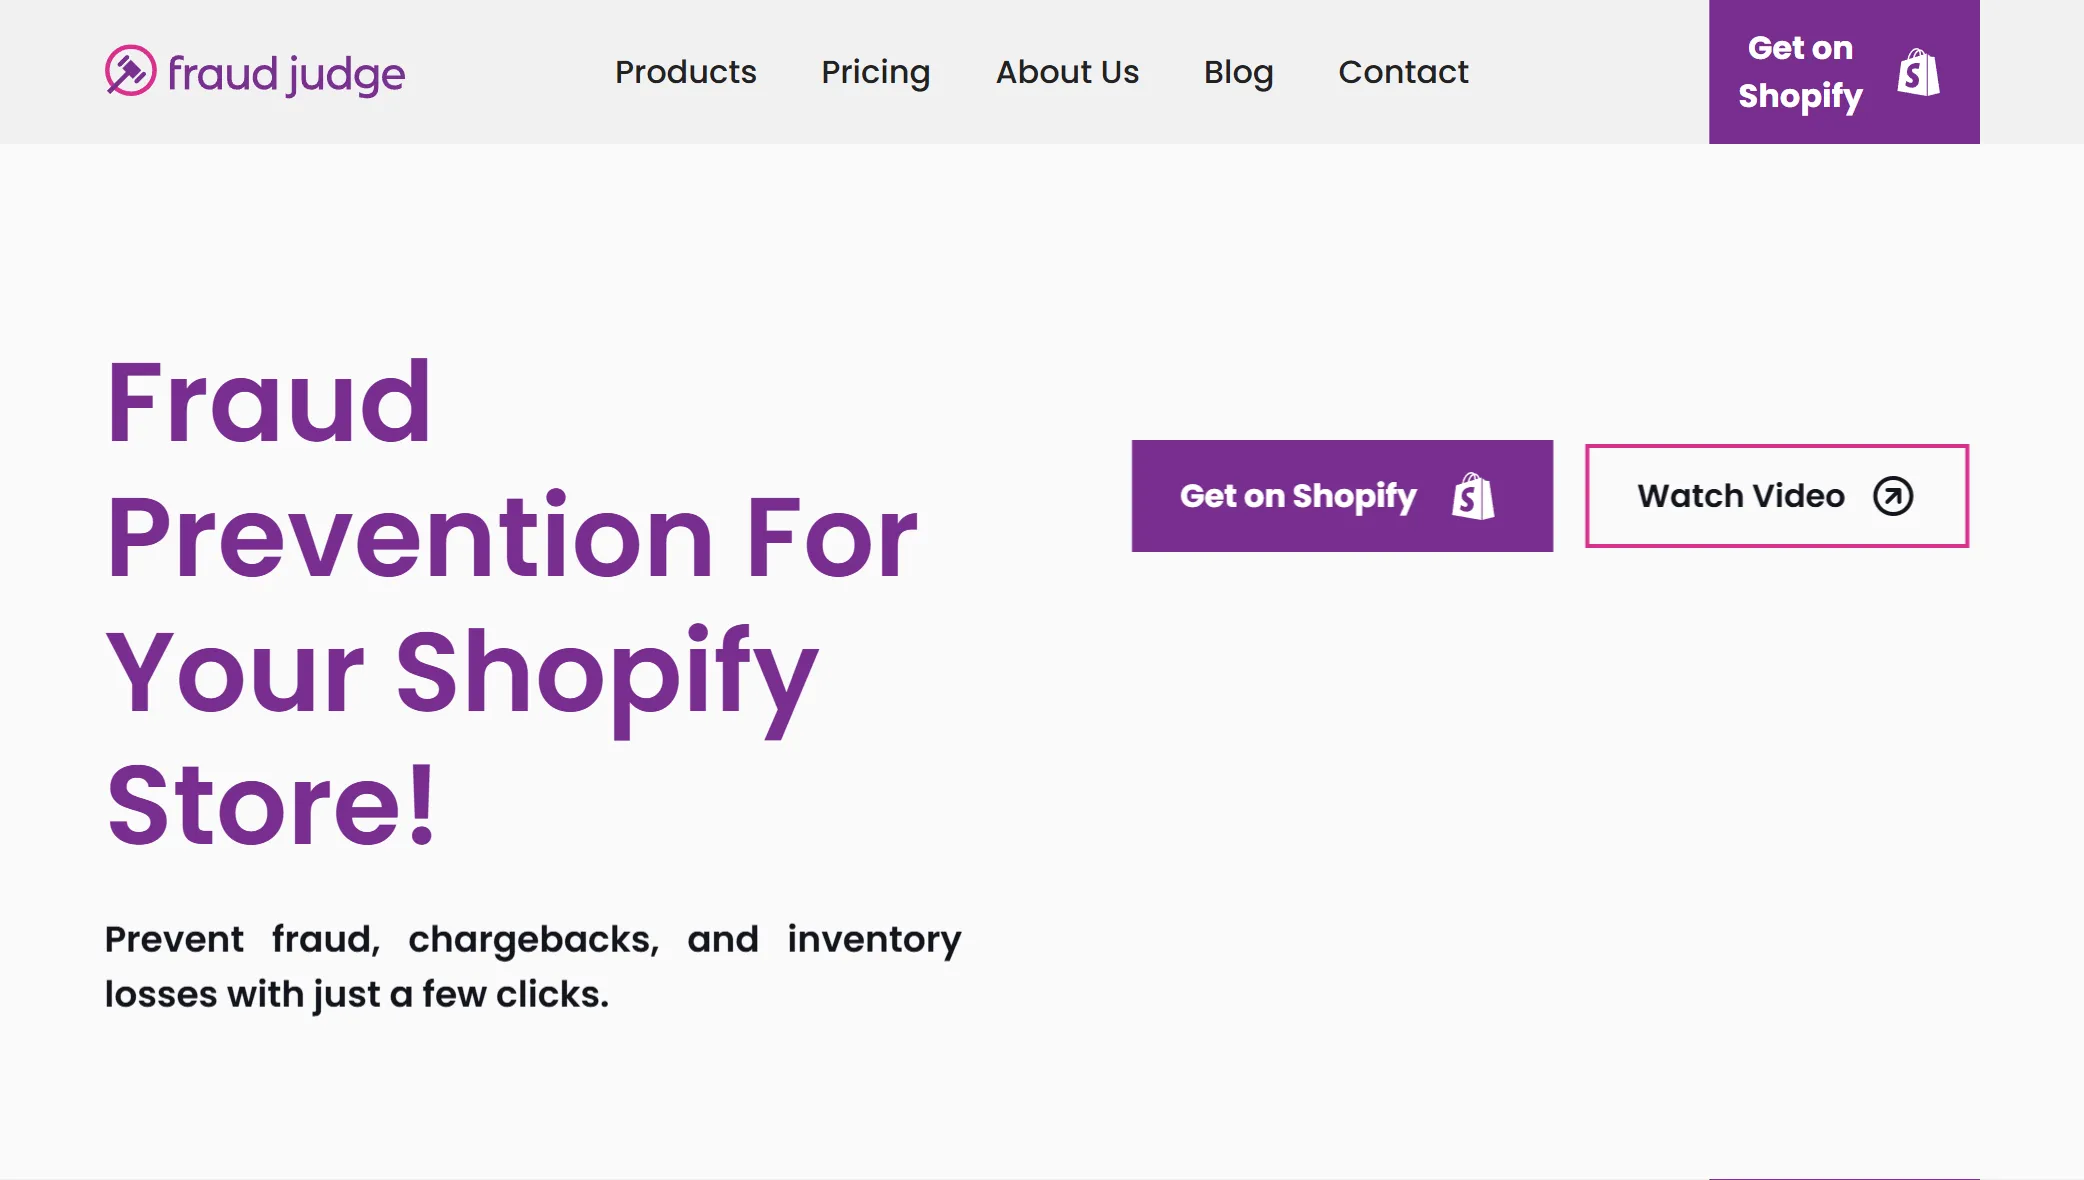 fraud judge
Products
Pricing
About Us
Blog
Contact
Get on
Shopify
Fraud
Prevention For
Your Shopify
Store!
Prevent fraud, chargebacks, and inventory
losses with just a few clicks.
Get on Shopify
Watch Video